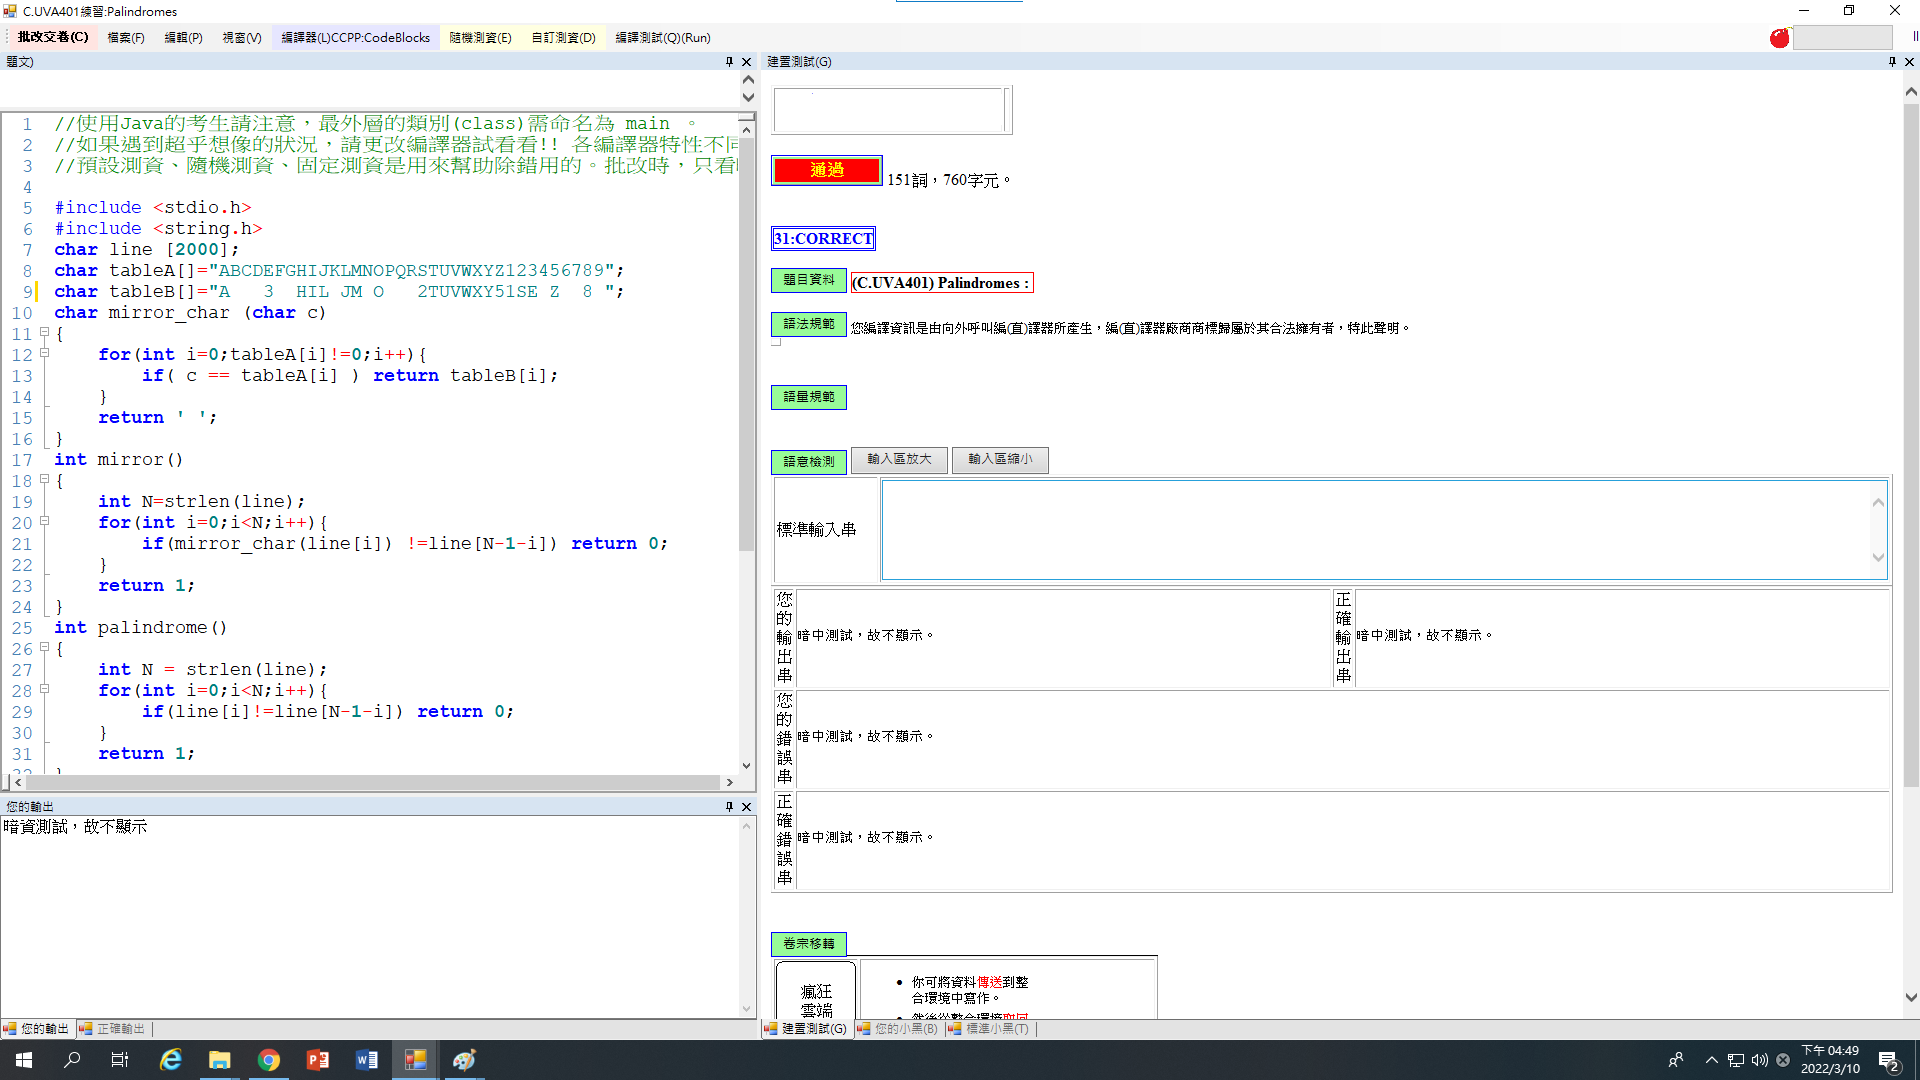 C.UVA401練習:Palindromes
批改交卷(C) 檔案(F) 編輯(P) 視窗(V) 編譯器(L)CCPP:CodeBlocks 隨機測資(E) 自訂測資(D) 編譯測試(Q)(Run)
題文)
1 //使用Java的考生請注意，最外層的類別(class)需命名為 main 。
2 //如果遇到超乎想像的狀況，請更改編譯器試看看!! 各編譯器特性不同
3 //預設測資、隨機測資、固定測資是用來幫助除錯用的。批改時，只看
4
5 #include <stdio.h>
6 #include <string.h>
7 char line [2000];
8 char tableA[]="ABCDEFGHIJKLMNOPQRSTUVWXYZ123456789";
9 char tableB[]="A   3  HIL JM O   2TUVWXY51SE Z  8 ";
10 char mirror_char (char c)
11 {
12     for(int i=0;tableA[i]!=0;i++){
13         if( c == tableA[i] ) return tableB[i];
14     }
15     return ' ';
16 }
17 int mirror()
18 {
19     int N=strlen(line);
20     for(int i=0;i<N;i++){
21         if(mirror_char(line[i]) !=line[N-1-i]) return 0;
22     }
23     return 1;
24 }
25 int palindrome()
26 {
27     int N = strlen(line);
28     for(int i=0;i<N;i++){
29         if(line[i]!=line[N-1-i]) return 0;
30     }
31     return 1;
您的輸出
暗資測試，故不顯示
您的輸出 正確輸出
建置測試(G)
通過 151詞，760字元。
31:CORRECT
題目資料 (C.UVA401) Palindromes :
語法規範 您編譯資訊是由向外呼叫編(直)譯器所產生，編(直)譯器廠商商標歸屬於其合法擁有者，特此聲明。
語量規範
語意檢測 輸入區放大 輸入區縮小
標準輸入串
您的輸出串 暗中測試，故不顯示。 正確輸出串 暗中測試，故不顯示。
您的錯誤串 暗中測試，故不顯示。
正確錯誤串 暗中測試，故不顯示。
卷宗移轉
瘋狂
雲端
• 你可將資料傳送到整
合環境中寫作。
• 然後從整合環境取回
建置測試(G) 您的小黑(B) 標準小黑(T)
下午 04:49
2022/3/10
2